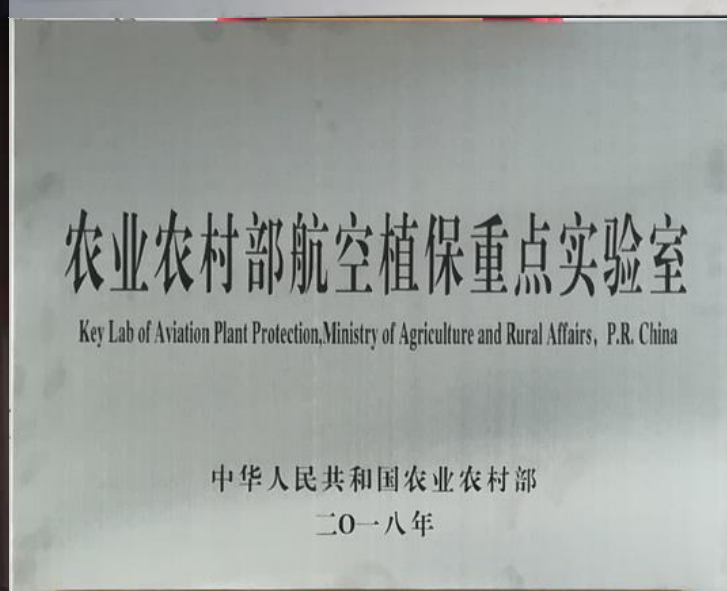 农业农村部航空植保重点实验室
Key Lab of Aviation Plant Protection,Ministry of Agriculture and Rural Affairs, P.R. China
中华人民共和国农业农村部
二〇一八年